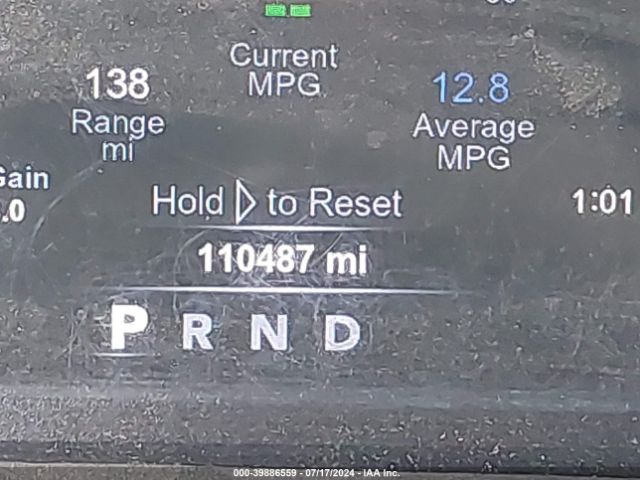 Current
MPG
138
Range
mi
12.8
Average
MPG
Gain
.0
Hold to Reset
1:01
110487 mi
P R N D
000-39886559 - 07/17/2024 - IAA Inc.